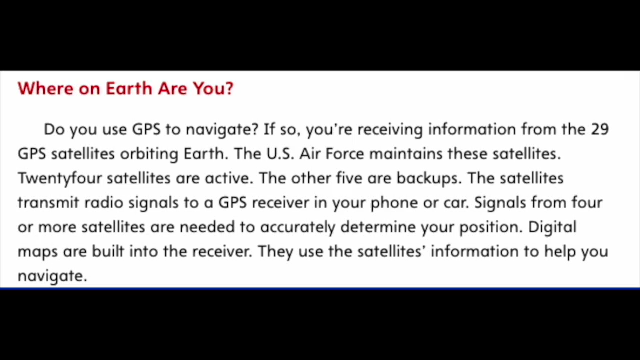 Where on Earth Are You?
Do you use GPS to navigate? If so, you’re receiving information from the 29
GPS satellites orbiting Earth. The U.S. Air Force maintains these satellites.
Twentyfour satellites are active. The other five are backups. The satellites
transmit radio signals to a GPS receiver in your phone or car. Signals from four
or more satellites are needed to accurately determine your position. Digital
maps are built into the receiver. They use the satellites’ information to help you
navigate.